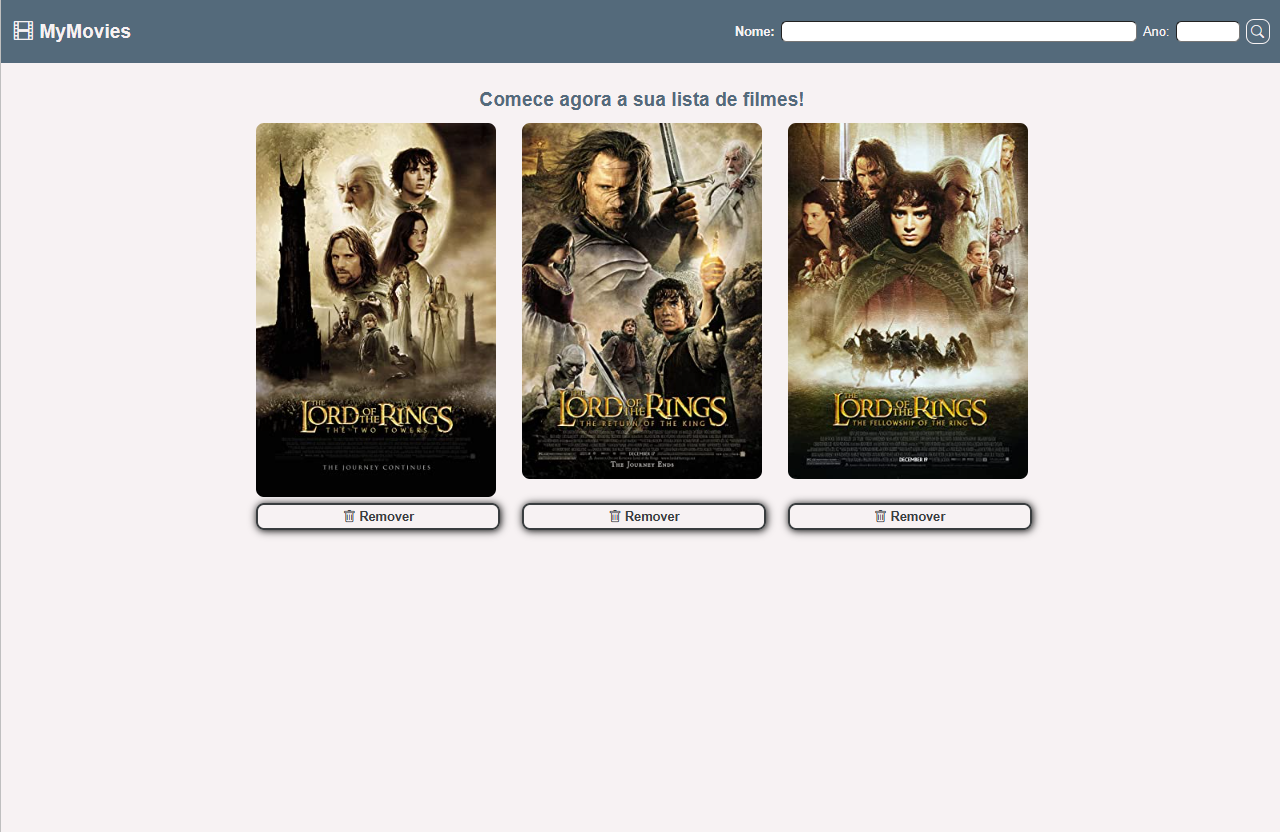 MyMovies
Nome:
Ano:
Comece agora a sua lista de filmes!
THE
LORD OF THE RINGS
THE TWO TOWERS
THE JOURNEY CONTINUES
THE
LORD OF THE RINGS
THE RETURN OF THE KING
DECEMBER 17
THE JOURNEY ENDS
THE
LORD OF THE RINGS
THE FELLOWSHIP OF THE RING
DECEMBER 19
Remover
Remover
Remover